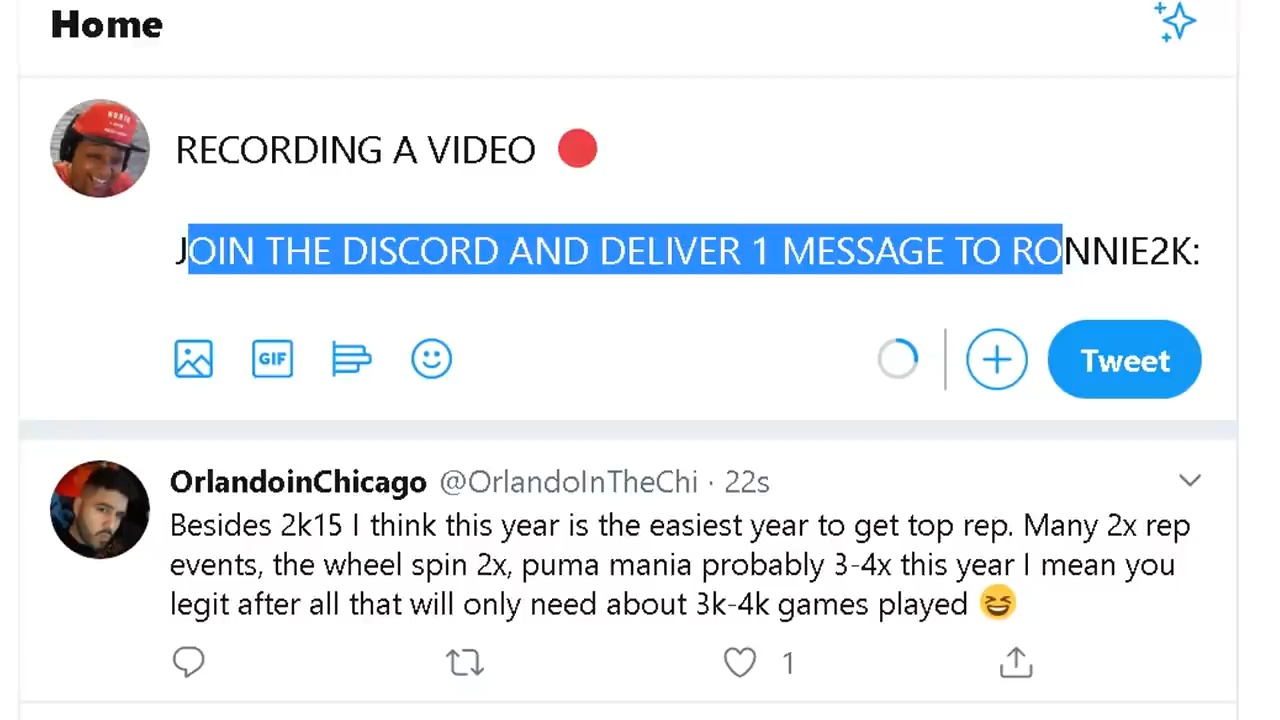 Home
RECORDING A VIDEO 🔴
JOIN THE DISCORD AND DELIVER 1 MESSAGE TO RONNIE2K:
GIF
Tweet
OrlandoinChicago @OrlandoInTheChi · 22s
Besides 2k15 I think this year is the easiest year to get top rep. Many 2x rep
events, the wheel spin 2x, puma mania probably 3-4x this year I mean you
legit after all that will only need about 3k-4k games played 😆
1